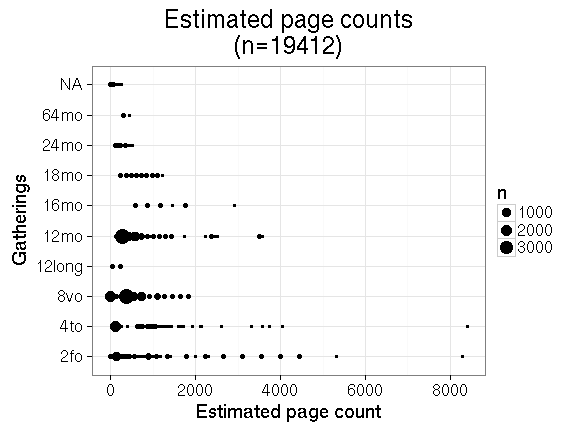 Estimated page counts
(n=19412)
Gatherings
NA
64mo
24mo
18mo
16mo
12mo
12long
8vo
4to
2fo
0 2000 4000 6000 8000
Estimated page count
n
1000
2000
3000